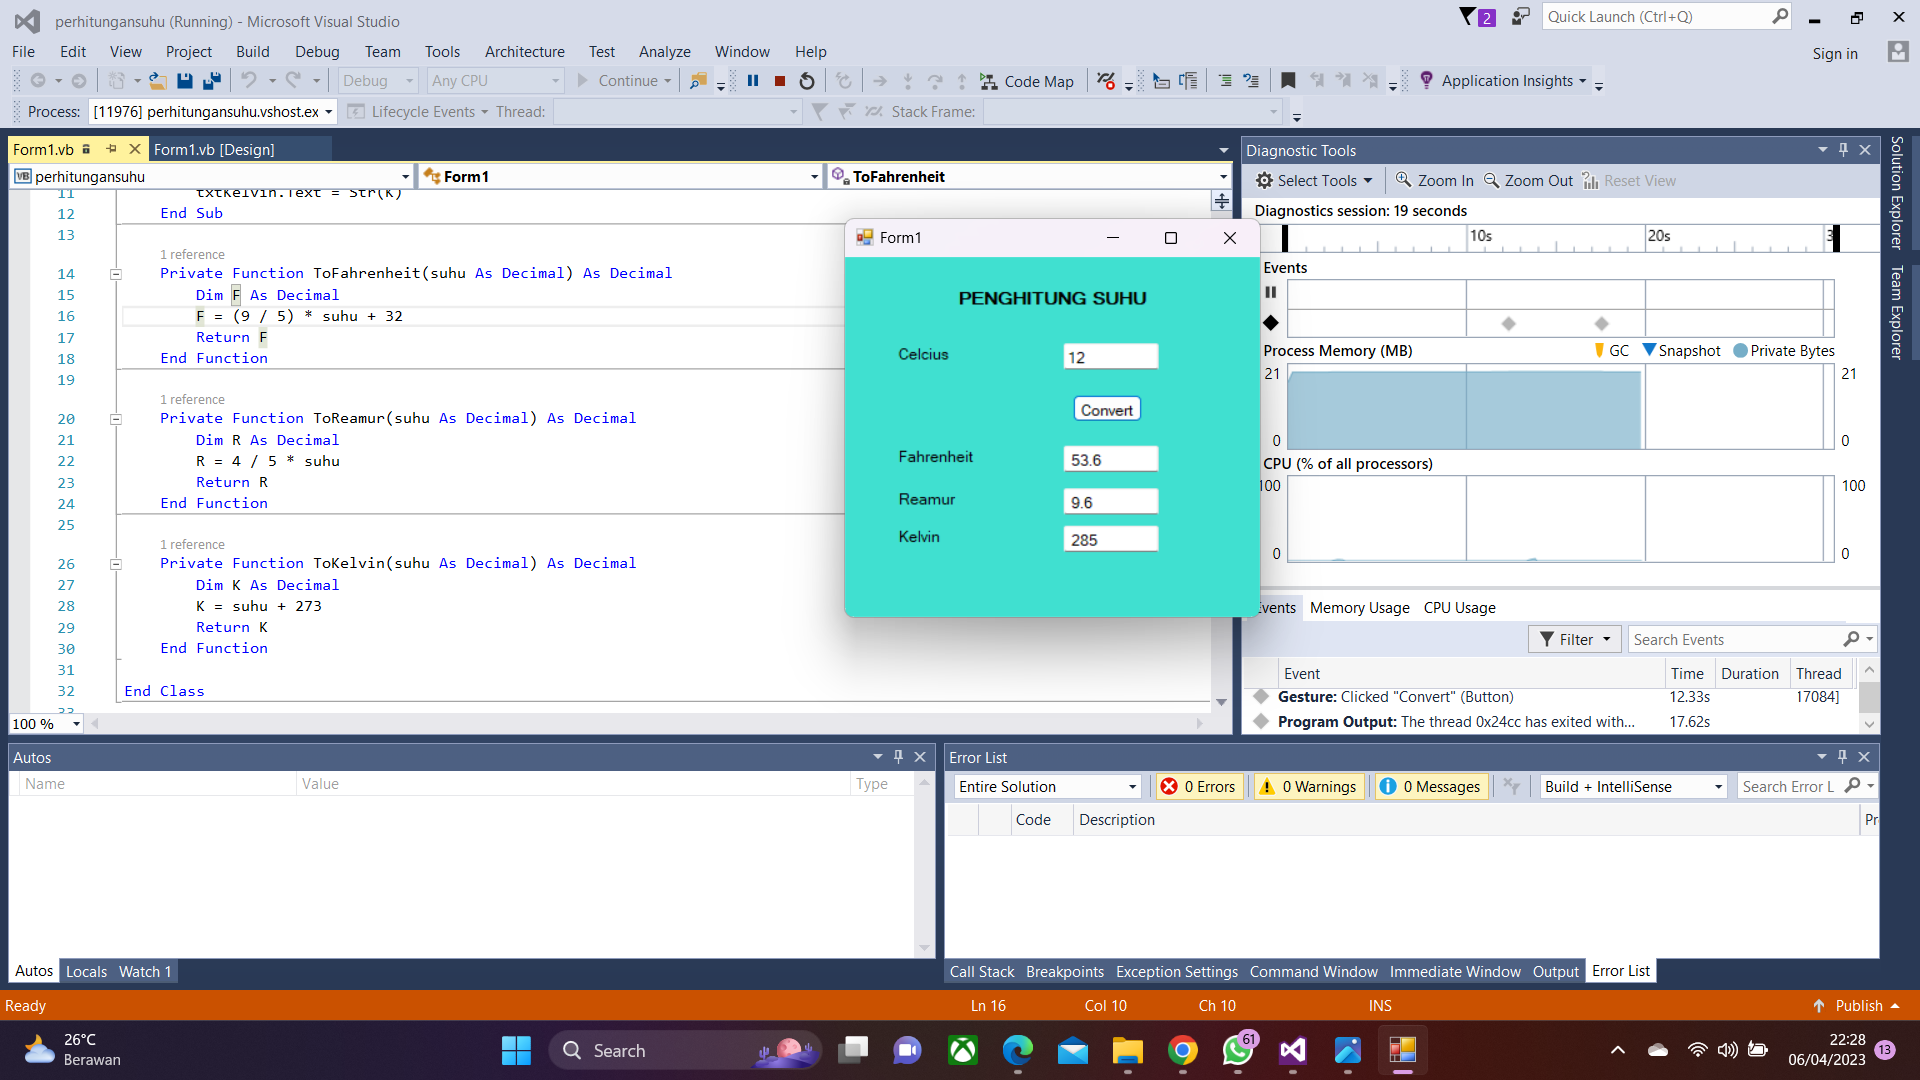 perhitungansuhu (Running) - Microsoft Visual Studio
2
Quick Launch (Ctrl+Q)
File Edit View Project Build Debug Team Tools Architecture Test Analyze Window Help
Sign in
Debug Any CPU Continue Code Map Application Insights
Process: [11976] perhitungansuhu.vshost.ex Lifecycle Events Thread: Stack Frame:
Form1.vb Form1.vb [Design]
VB perhitungansuhu Form1 ToFahrenheit
11 txtKelvin.Text = Str(K)
12 End Sub
13
1 reference
14 Private Function ToFahrenheit(suhu As Decimal) As Decimal
15 Dim F As Decimal
16 F = (9 / 5) * suhu + 32
17 Return F
18 End Function
19
1 reference
20 Private Function ToReamur(suhu As Decimal) As Decimal
21 Dim R As Decimal
22 R = 4 / 5 * suhu
23 Return R
24 End Function
25
1 reference
26 Private Function ToKelvin(suhu As Decimal) As Decimal
27 Dim K As Decimal
28 K = suhu + 273
29 Return K
30 End Function
31
32 End Class
33
100 %
Form1
PENGHITUNG SUHU
Celcius 12
Convert
Fahrenheit 53.6
Reamur 9.6
Kelvin 285
Diagnostic Tools
Select Tools Zoom In Zoom Out Reset View
Diagnostics session: 19 seconds
10s 20s 3
Events
Process Memory (MB) GC Snapshot Private Bytes
21 21
0 0
CPU (% of all processors)
100 100
0 0
Events Memory Usage CPU Usage
Filter Search Events
Event Time Duration Thread
Gesture: Clicked "Convert" (Button) 12.33s 17084]
Program Output: The thread 0x24cc has exited with... 17.62s
Solution Explorer
Team Explorer
Autos
Name Value Type
Autos Locals Watch 1
Error List
Entire Solution 0 Errors 0 Warnings 0 Messages Build + IntelliSense Search Error L
Code Description Pr
Call Stack Breakpoints Exception Settings Command Window Immediate Window Output Error List
Ready Ln 16 Col 10 Ch 10 INS Publish
26°C
Berawan
Search
61
22:28
06/04/2023
13